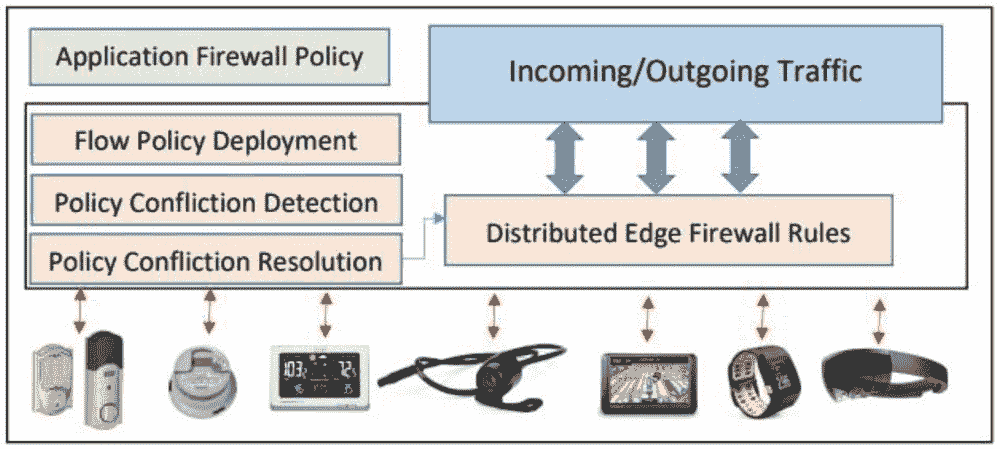 Application Firewall Policy
Incoming/Outgoing Traffic
Flow Policy Deployment
Policy Confliction Detection
Policy Confliction Resolution
Distributed Edge Firewall Rules